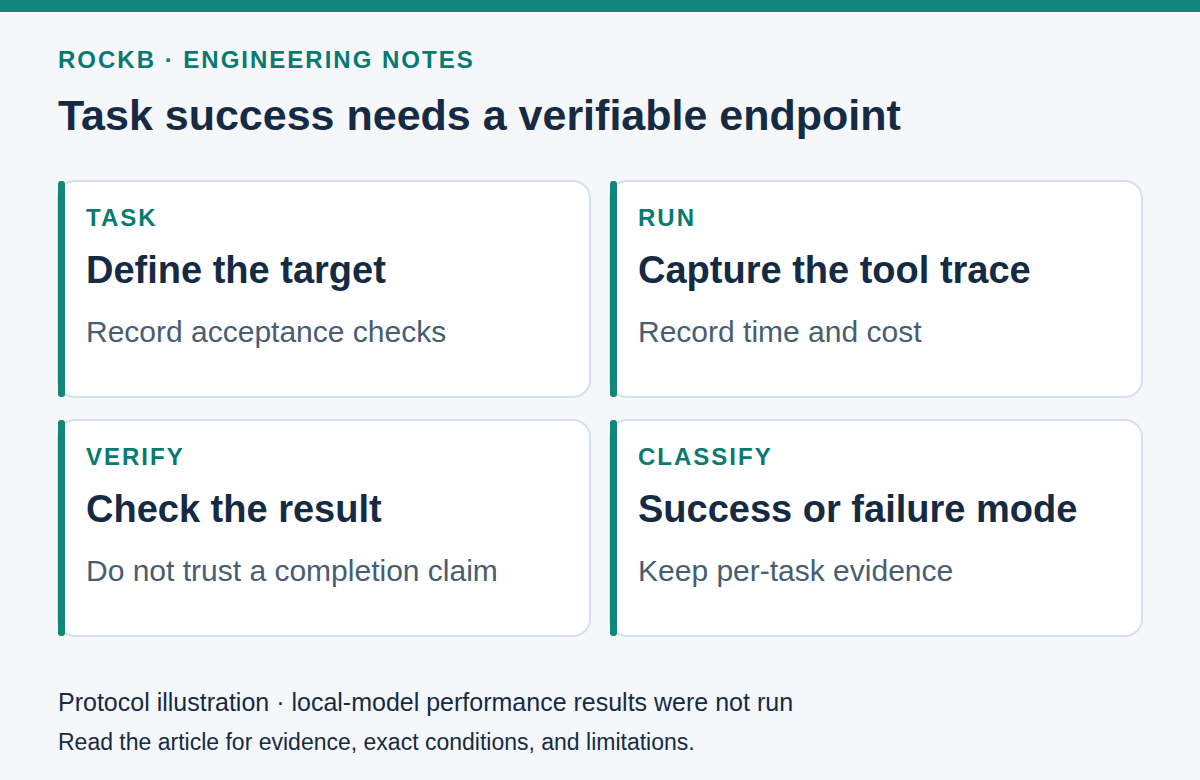 ROCKB · ENGINEERING NOTES
Task success needs a verifiable endpoint
TASK
Define the target
Record acceptance checks
RUN
Capture the tool trace
Record time and cost
VERIFY
Check the result
Do not trust a completion claim
CLASSIFY
Success or failure mode
Keep per-task evidence
Protocol illustration · local-model performance results were not run
Read the article for evidence, exact conditions, and limitations.